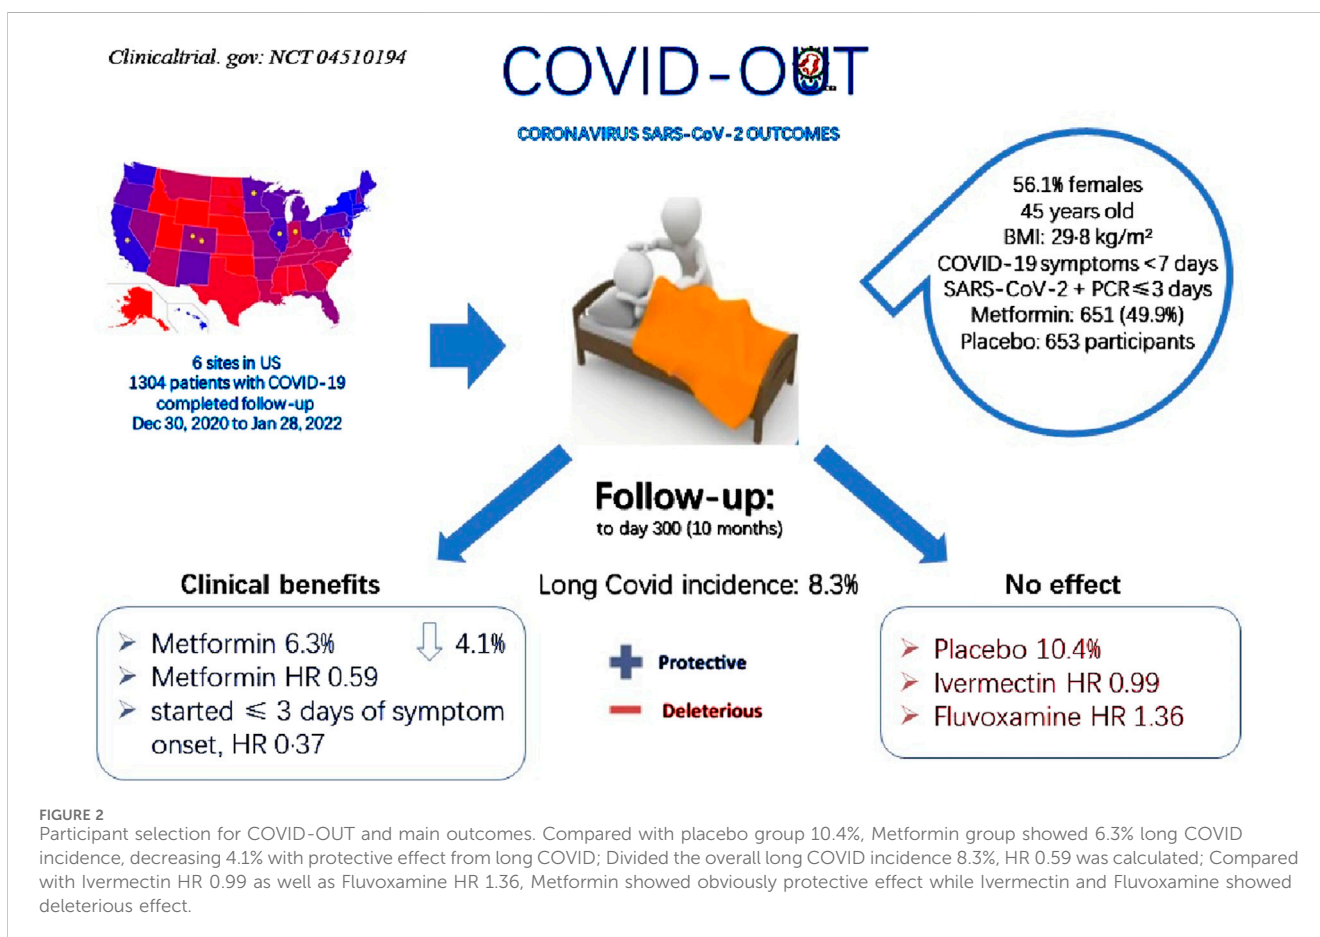 Clinicaltrial. gov: NCT 04510194
COVID-OUT
CORONAVIRUS SARS-CoV-2 OUTCOMES
6 sites in US
1304 patients with COVID-19
completed follow-up
Dec 30, 2020 to Jan 28, 2022
56.1% females
45 years old
BMI: 29·8 kg/m²
COVID-19 symptoms <7 days
SARS-CoV-2 + PCR⩽3 days
Metformin: 651 (49.9%)
Placebo: 653 participants
Follow-up:
to day 300 (10 months)
Long Covid incidence: 8.3%
Protective
Deleterious
Clinical benefits
➢ Metformin 6.3% 4.1%
➢ Metformin HR 0.59
➢ started ⩽ 3 days of symptom
onset, HR 0·37
No effect
➢ Placebo 10.4%
➢ Ivermectin HR 0.99
➢ Fluvoxamine HR 1.36
FIGURE 2
Participant selection for COVID-OUT and main outcomes. Compared with placebo group 10.4%, Metformin group showed 6.3% long COVID
incidence, decreasing 4.1% with protective effect from long COVID; Divided the overall long COVID incidence 8.3%, HR 0.59 was calculated; Compared
with Ivermectin HR 0.99 as well as Fluvoxamine HR 1.36, Metformin showed obviously protective effect while Ivermectin and Fluvoxamine showed
deleterious effect.